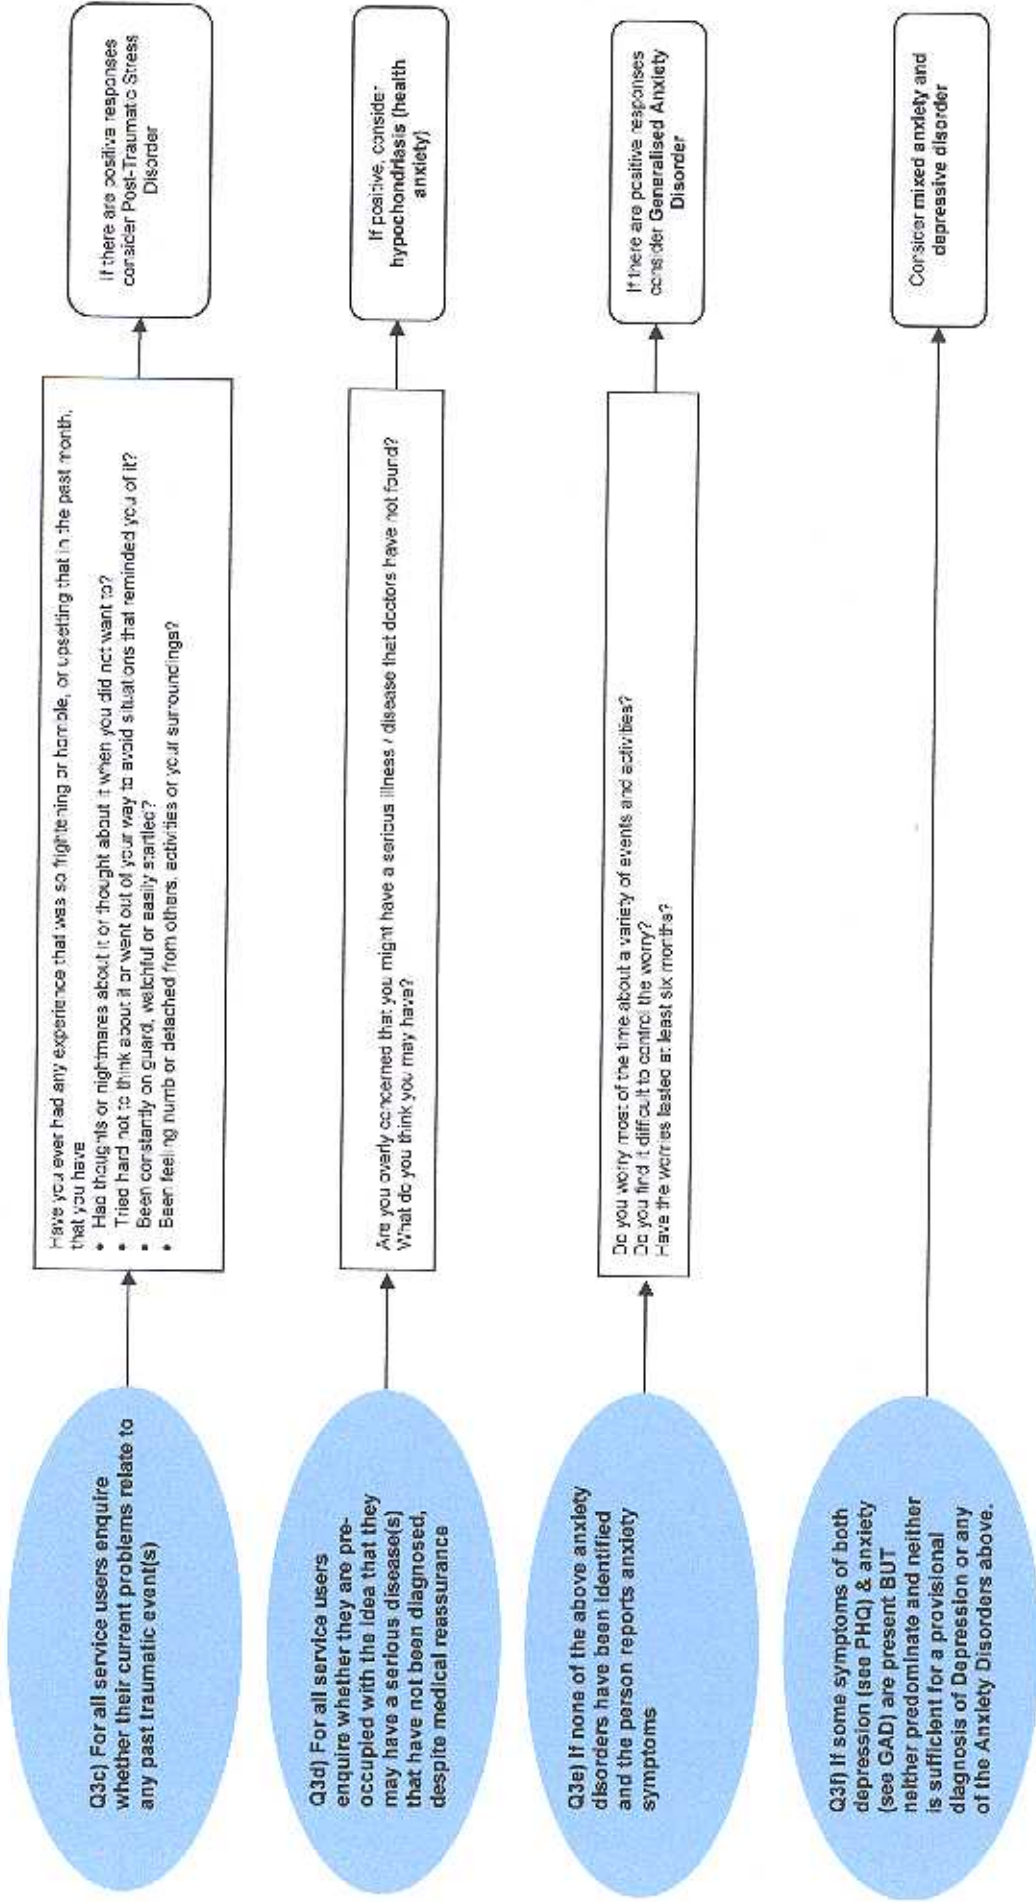 Q3c) For all service users enquire
whether their current problems relate to
any past traumatic event(s)
Have you ever had any experience that was so frightening or horrible, or upsetting that in the past month,
that you have
• Had thoughts or nightmares about it or thought about it when you did not want to?
• Tried hard not to think about it or went out of your way to avoid situations that reminded you of it?
• Been constantly on guard, watchful or easily startled?
• Been feeling numb or detached from others, activities or your surroundings?
If there are positive responses
consider Post-Traumatic Stress
Disorder
Q3d) For all service users
enquire whether they are pre-
occupied with the idea that they
may have a serious disease(s)
that have not been diagnosed,
despite medical reassurance
Are you overly concerned that you might have a serious illness / disease that doctors have not found?
What do you think you may have?
If positive, consider
hypochondriasis (health
anxiety)
Q3e) If none of the above anxiety
disorders have been identified
and the person reports anxiety
symptoms
Do you worry most of the time about a variety of events and activities?
Do you find it difficult to control the worry?
Have the worries lasted at least six months?
If there are positive responses
consider Generalised Anxiety
Disorder
Q3f) If some symptoms of both
depression (see PHQ) & anxiety
(see GAD) are present BUT
neither predominate and neither
is sufficient for a provisional
diagnosis of Depression or any
of the Anxiety Disorders above.
Consider mixed anxiety and
depressive disorder